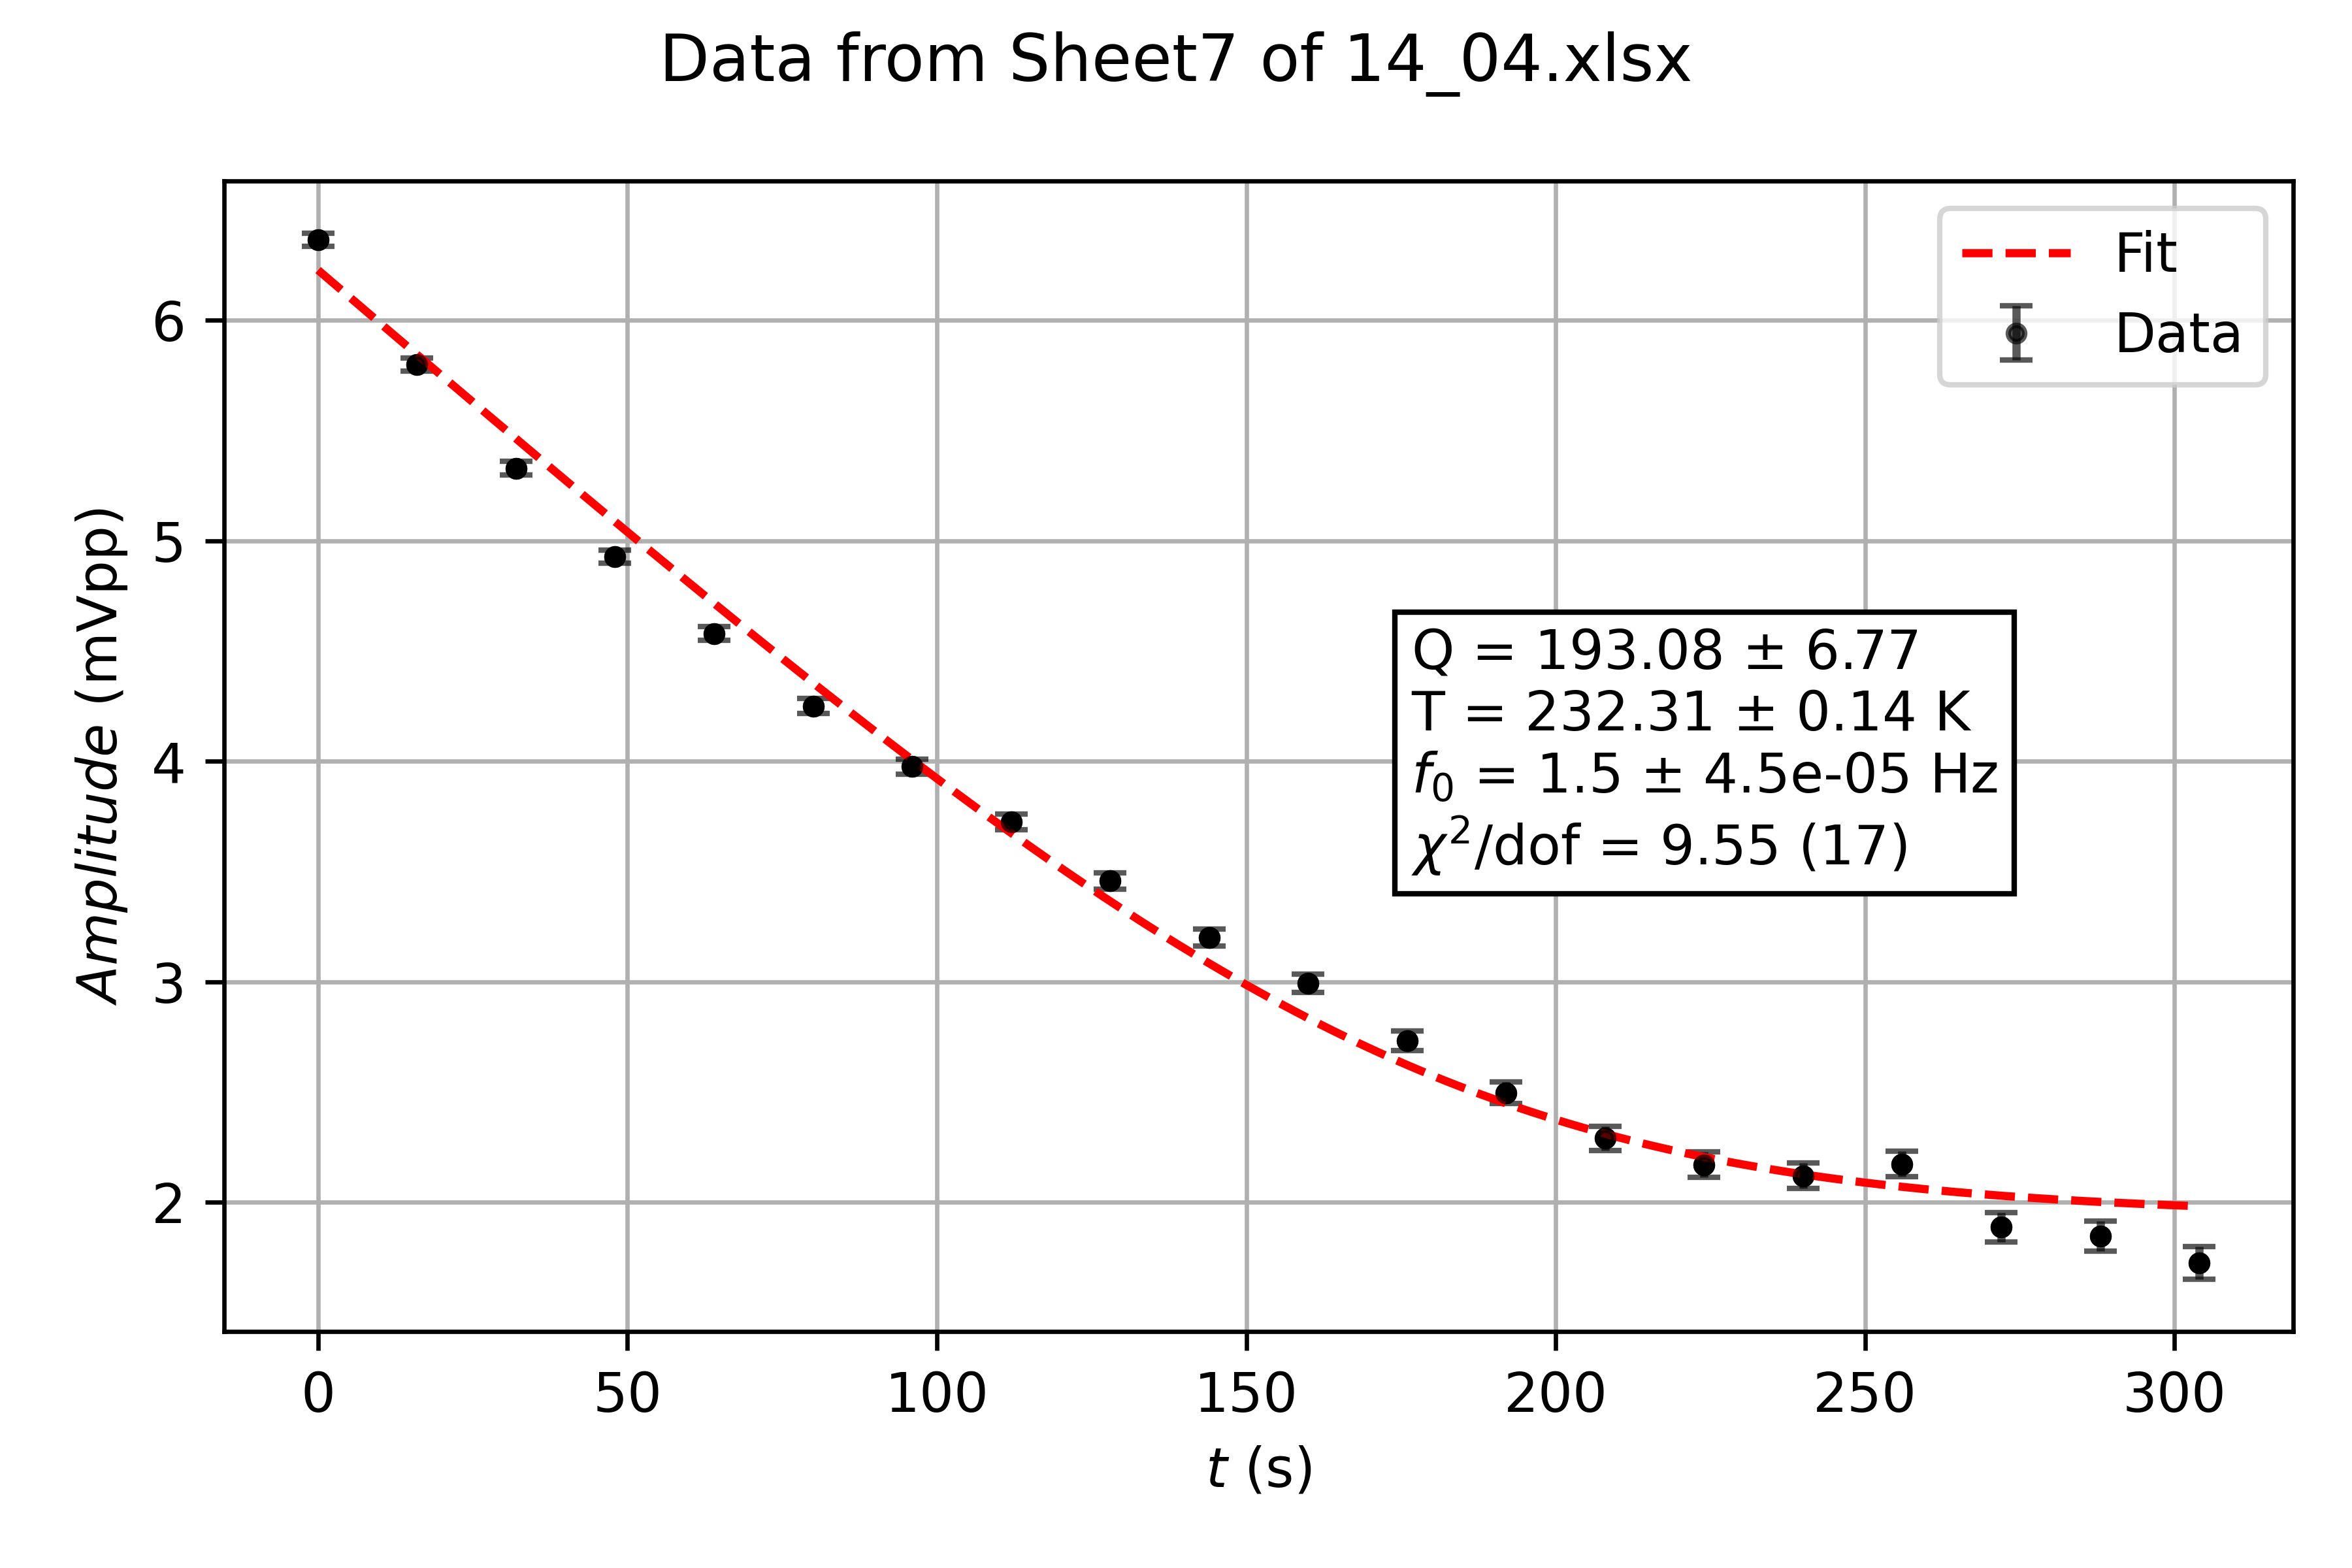 Data from Sheet7 of 14_04.xlsx
Fit
Data
Q = 193.08 ± 6.77
T = 232.31 ± 0.14 K
f₀ = 1.5 ± 4.5e-05 Hz
χ²/dof = 9.55 (17)
Amplitude (mVpp)
6
5
4
3
2
0 50 100 150 200 250 300
t (s)